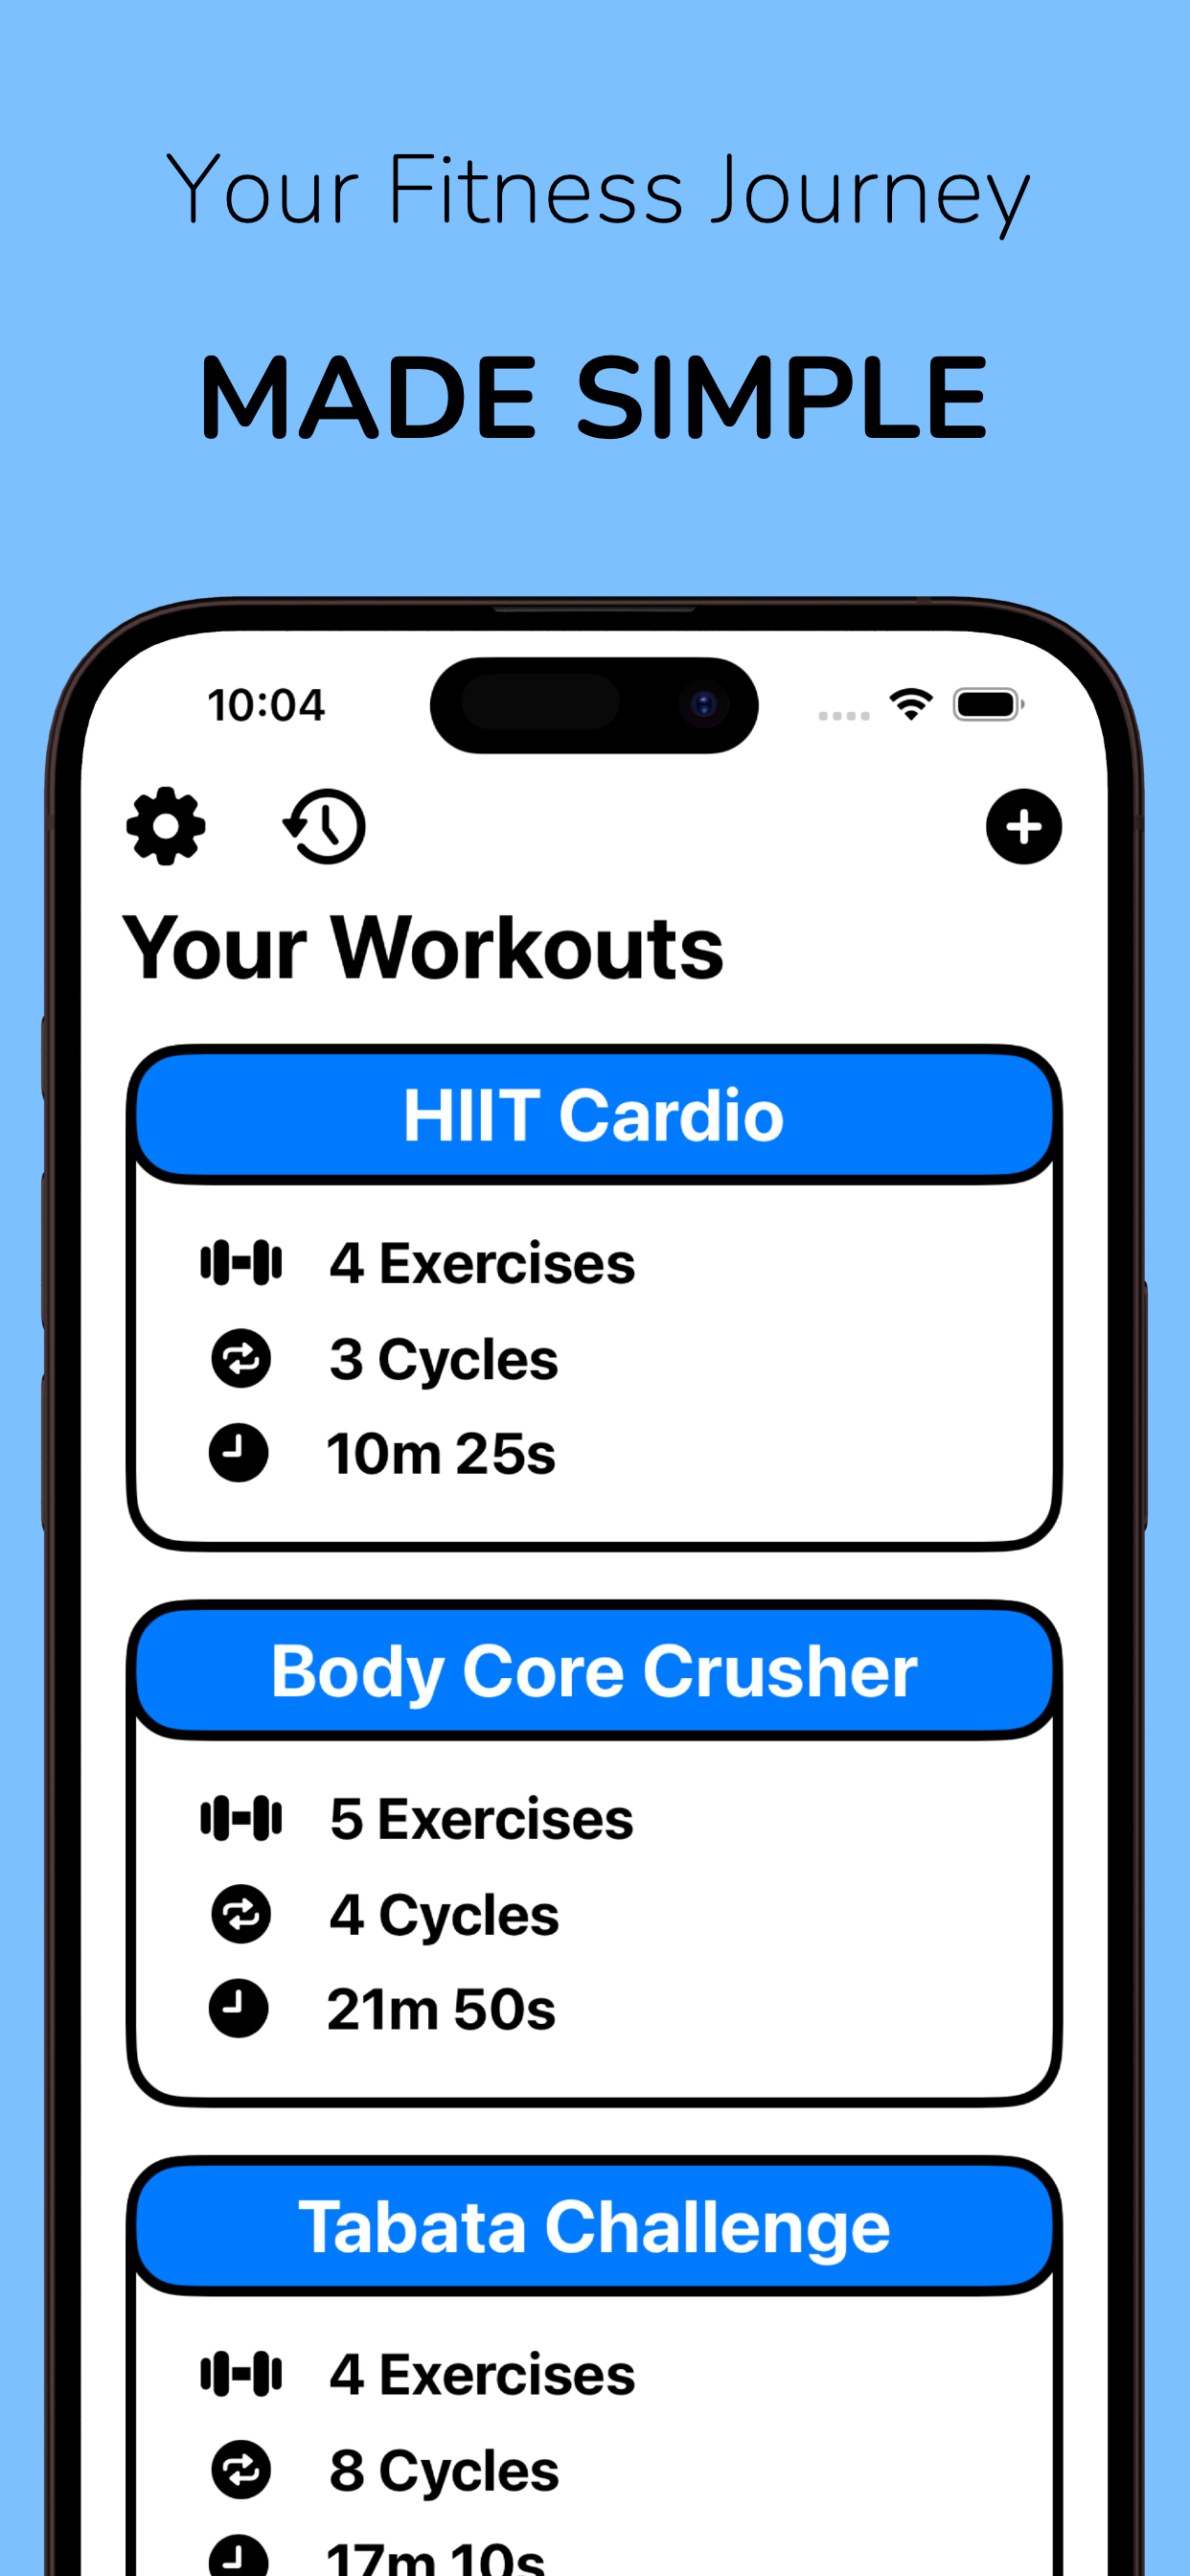 Your Fitness Journey
MADE SIMPLE
10:04
Your Workouts
HIIT Cardio
4 Exercises
3 Cycles
10m 25s
Body Core Crusher
5 Exercises
4 Cycles
21m 50s
Tabata Challenge
4 Exercises
8 Cycles
17m 10s